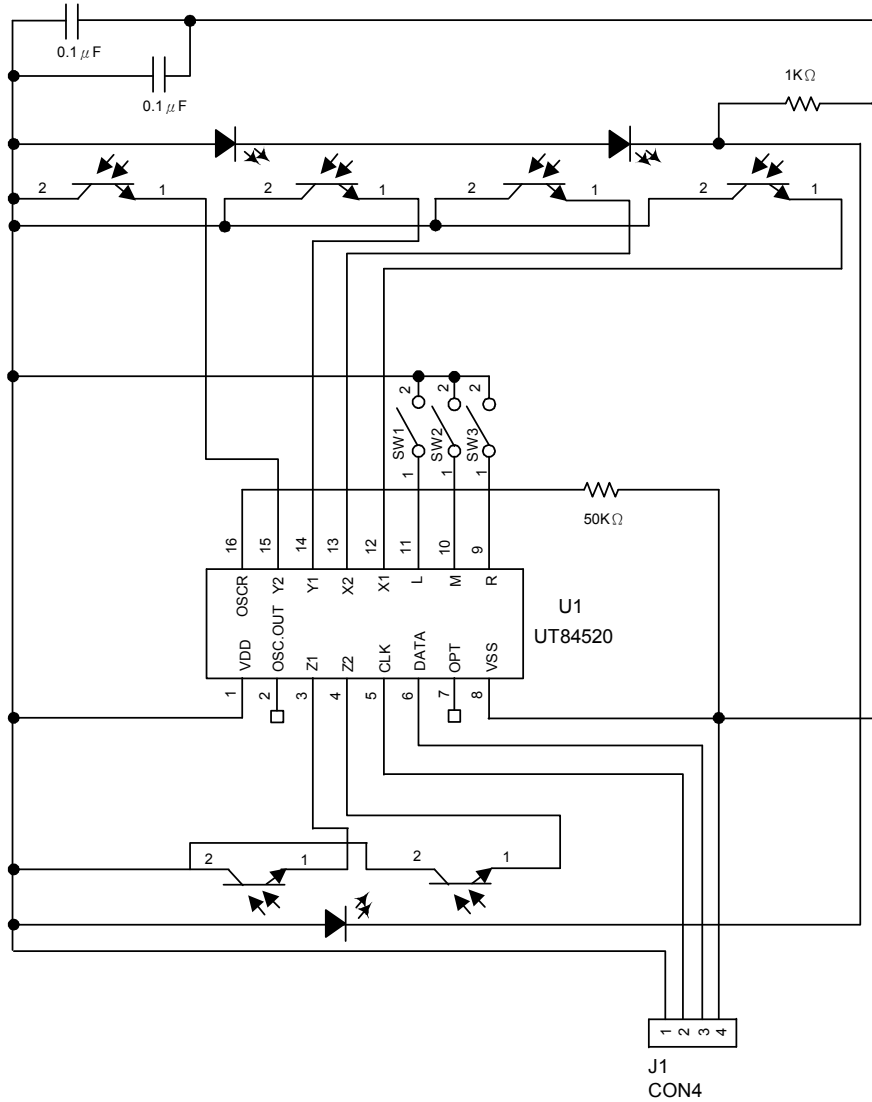 0.1μF
0.1μF
1KΩ
2 1 2 1 2 1 2 1
2 2 2
SW1 SW2 SW3
1 1 1
50KΩ
16 15 14 13 12 11 10 9
OSCR Y2 Y1 X2 X1 L M R
U1
UT84520
VDD OSC.OUT Z1 Z2 CLK DATA OPT VSS
1 2 3 4 5 6 7 8
2 1 2 1
1 2 3 4
J1
CON4